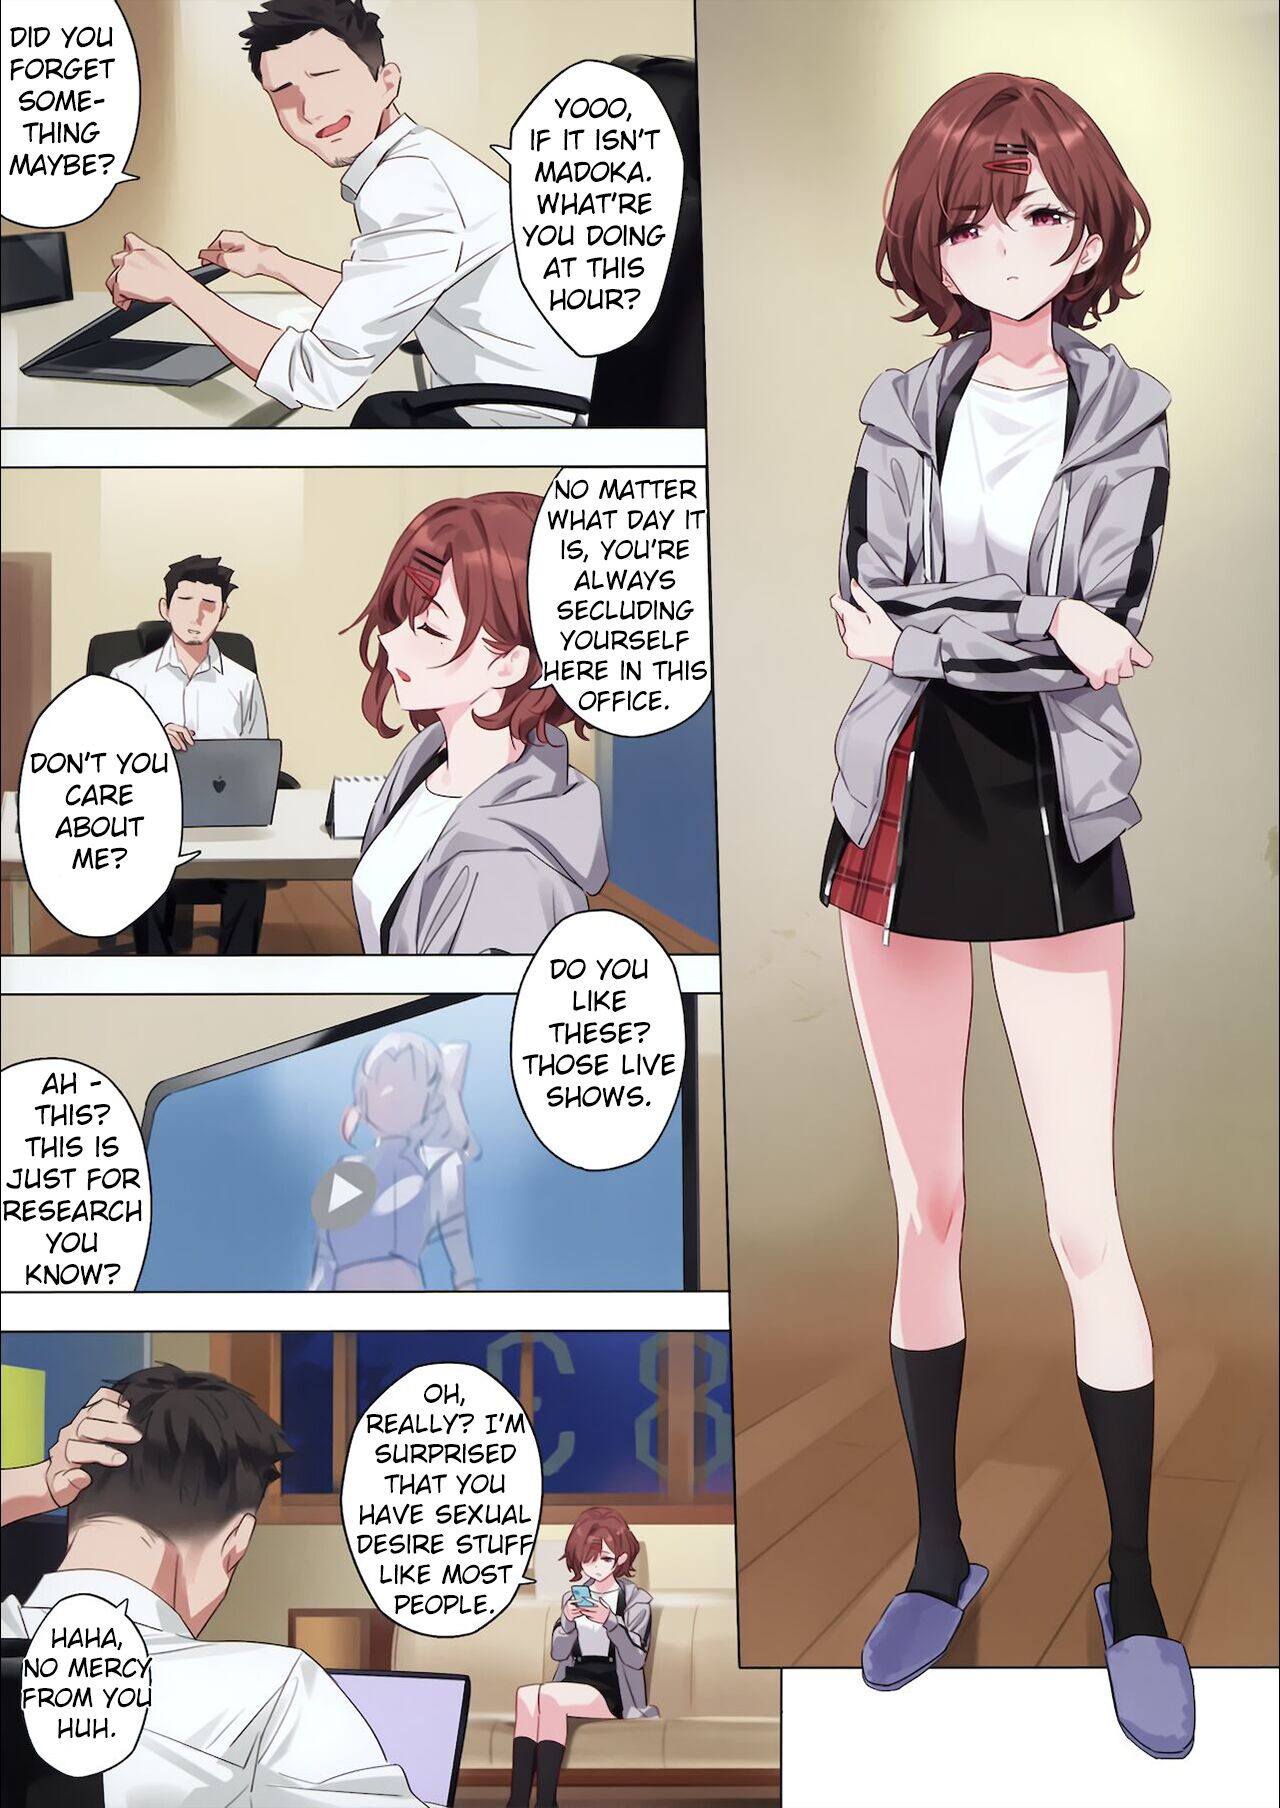 YOOO,
IF IT ISN'T
MADOKA.
WHAT'RE
YOU DOING
AT THIS
HOUR?
DID YOU
FORGET
SOME-
THING
MAYBE?
NO MATTER
WHAT DAY IT
IS, YOU'RE
ALWAYS
SECLUDING
YOURSELF
HERE IN THIS
OFFICE.
DON'T YOU
CARE
ABOUT
ME?
DO YOU
LIKE
THESE?
THOSE LIVE
SHOWS.
AH -
THIS?
THIS IS
JUST FOR
RESEARCH
YOU
KNOW?
OH,
REALLY? I'M
SURPRISED
THAT YOU
HAVE SEXUAL
DESIRE STUFF
LIKE MOST
PEOPLE.
HAHA,
NO MERCY
FROM YOU
HUH.